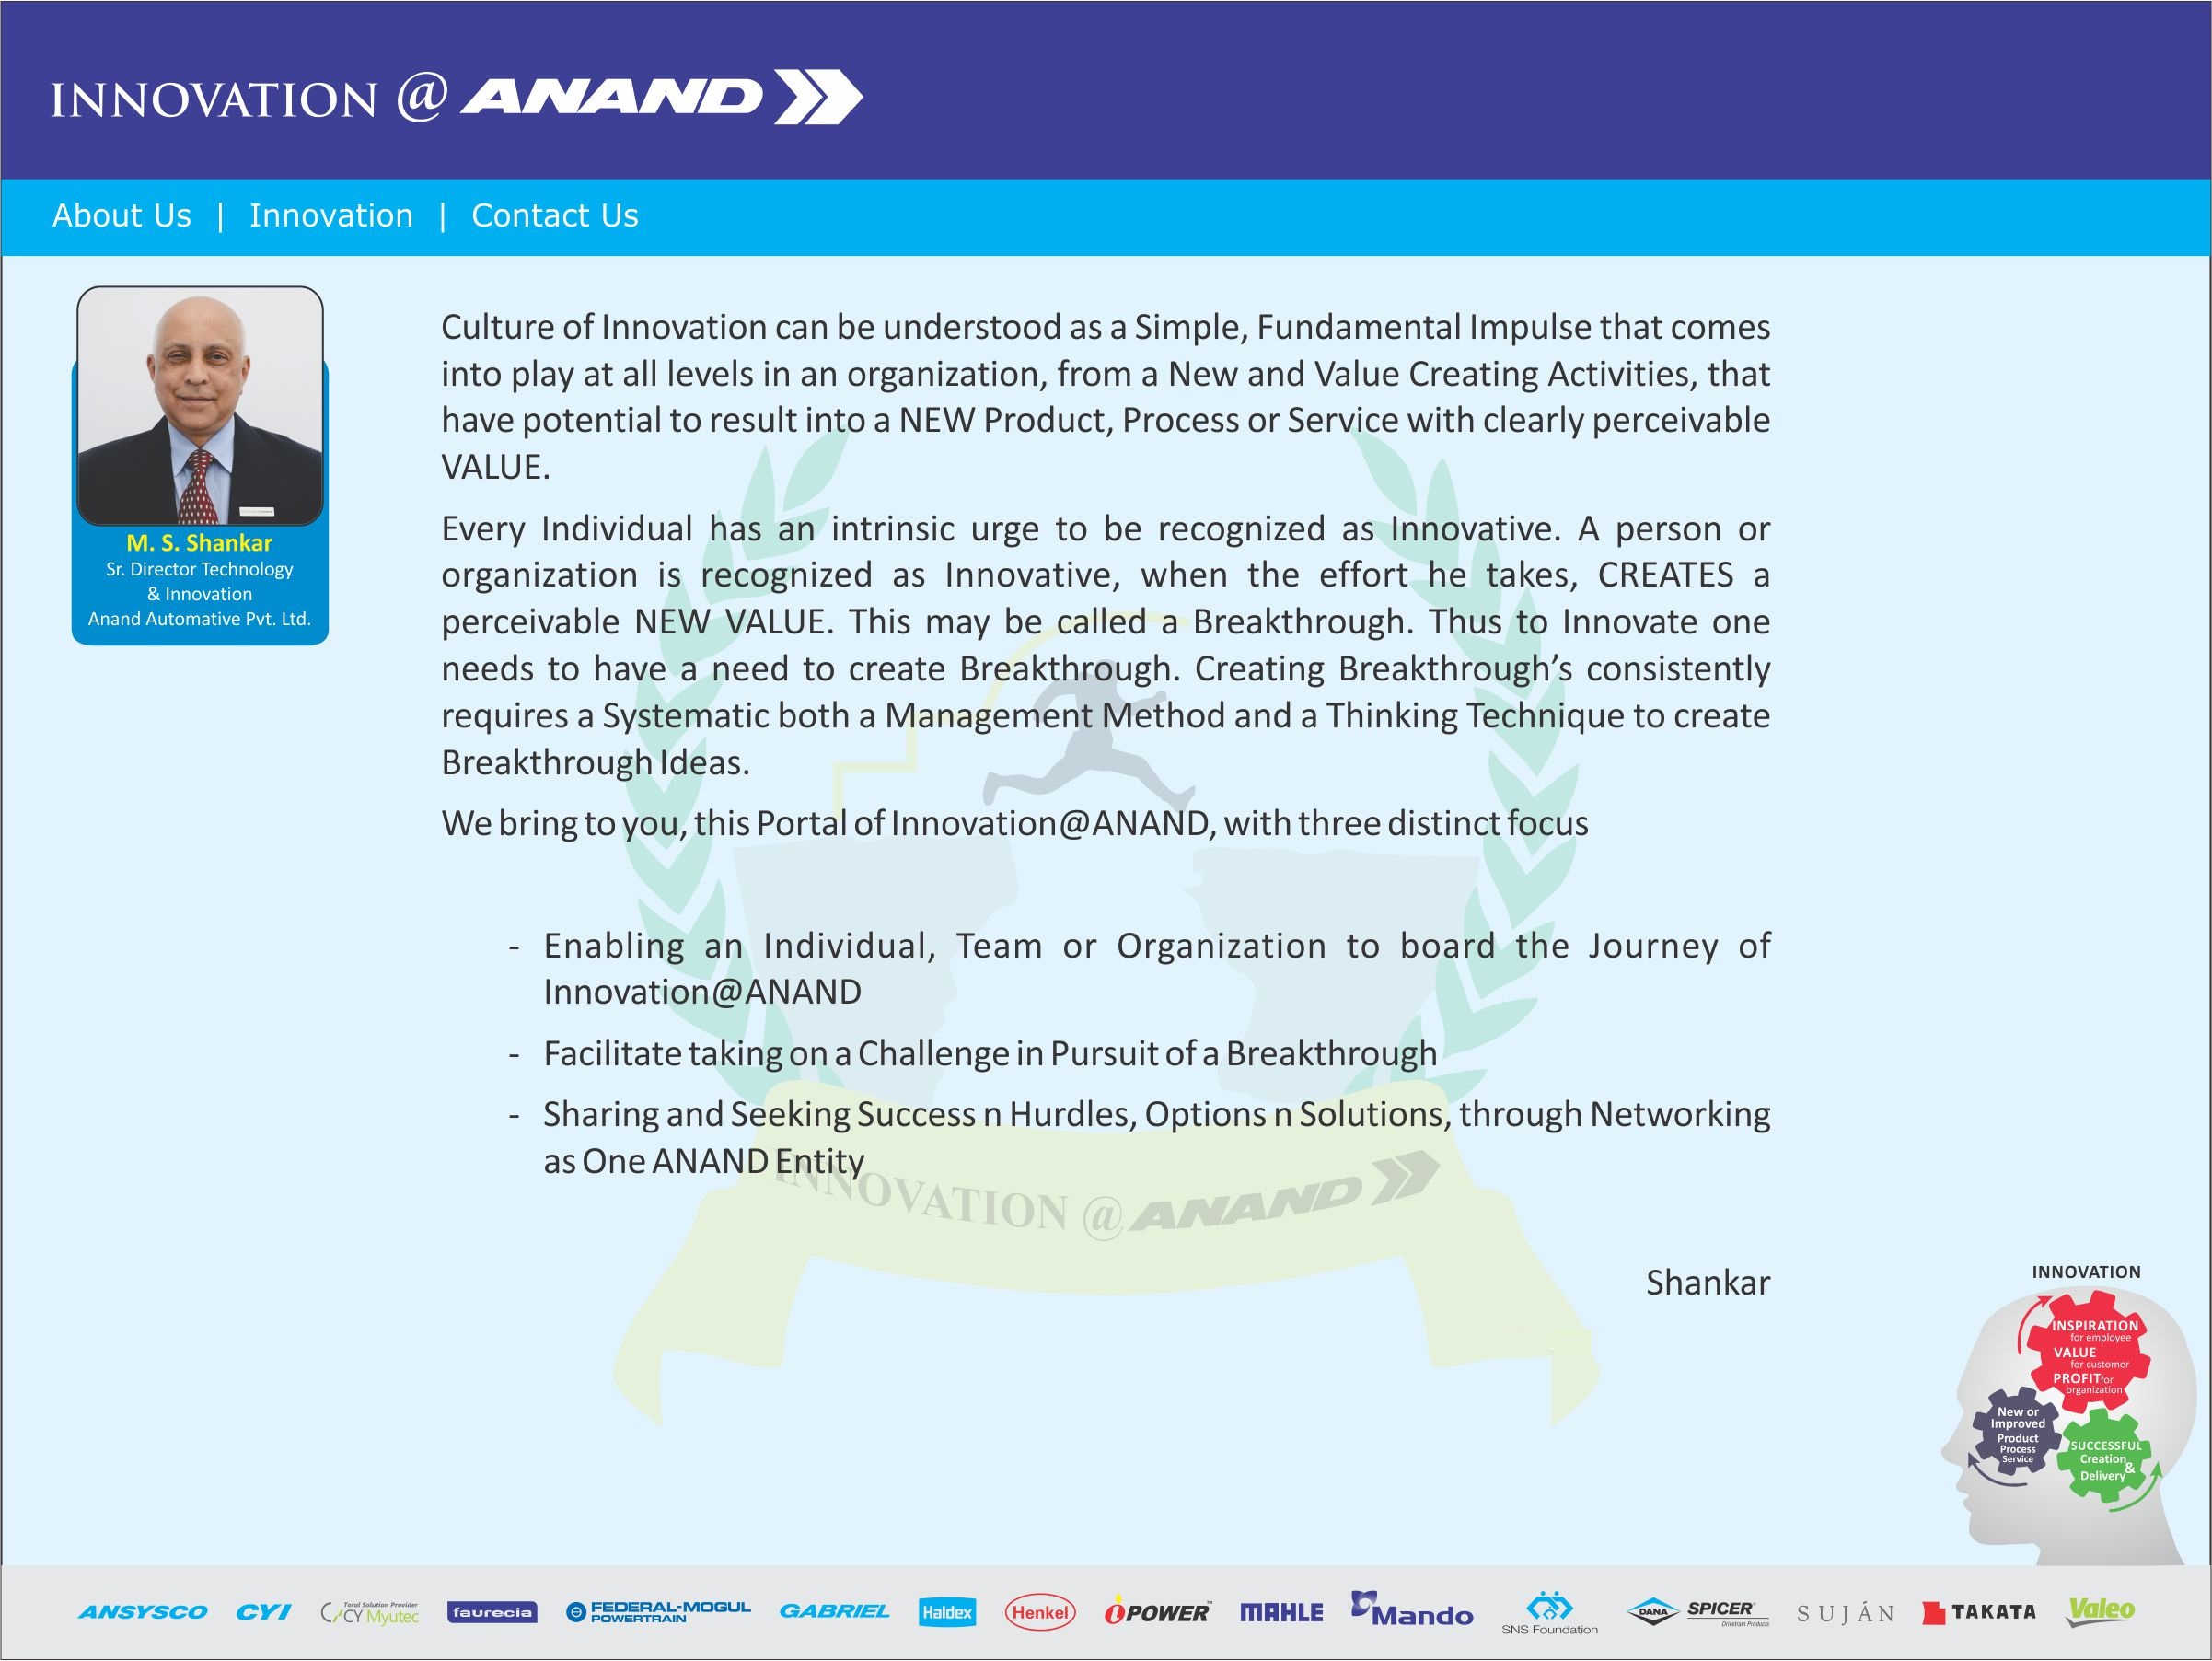 INNOVATION @ ANAND
About Us | Innovation | Contact Us
M. S. Shankar
Sr. Director Technology
& Innovation
Anand Automative Pvt. Ltd.
Culture of Innovation can be understood as a Simple, Fundamental Impulse that comes
into play at all levels in an organization, from a New and Value Creating Activities, that
have potential to result into a NEW Product, Process or Service with clearly perceivable
VALUE.
Every Individual has an intrinsic urge to be recognized as Innovative. A person or
organization is recognized as Innovative, when the effort he takes, CREATES a
perceivable NEW VALUE. This may be called a Breakthrough. Thus to Innovate one
needs to have a need to create Breakthrough. Creating Breakthrough’s consistently
requires a Systematic both a Management Method and a Thinking Technique to create
Breakthrough Ideas.
We bring to you, this Portal of Innovation@ANAND, with three distinct focus
- Enabling an Individual, Team or Organization to board the Journey of
Innovation@ANAND
- Facilitate taking on a Challenge in Pursuit of a Breakthrough
- Sharing and Seeking Success n Hurdles, Options n Solutions, through Networking
as One ANAND Entity
INNOVATION @ ANAND
Shankar
INNOVATION
INSPIRATION
for employee
VALUE
for customer
PROFIT for
organization
New or
Improved
Product
Process
Service
SUCCESSFUL
Creation
&
Delivery
ANSYSCO
CYI
Total Solution Provider
CY Myutec
faurecia
FEDERAL-MOGUL
POWERTRAIN
GABRIEL
Haldex
Henkel
iPOWER™
MAHLE
Mando
SNS Foundation
DANA
SPICER®
Drivetrain Products
SUJÁN
TAKATA
Valeo